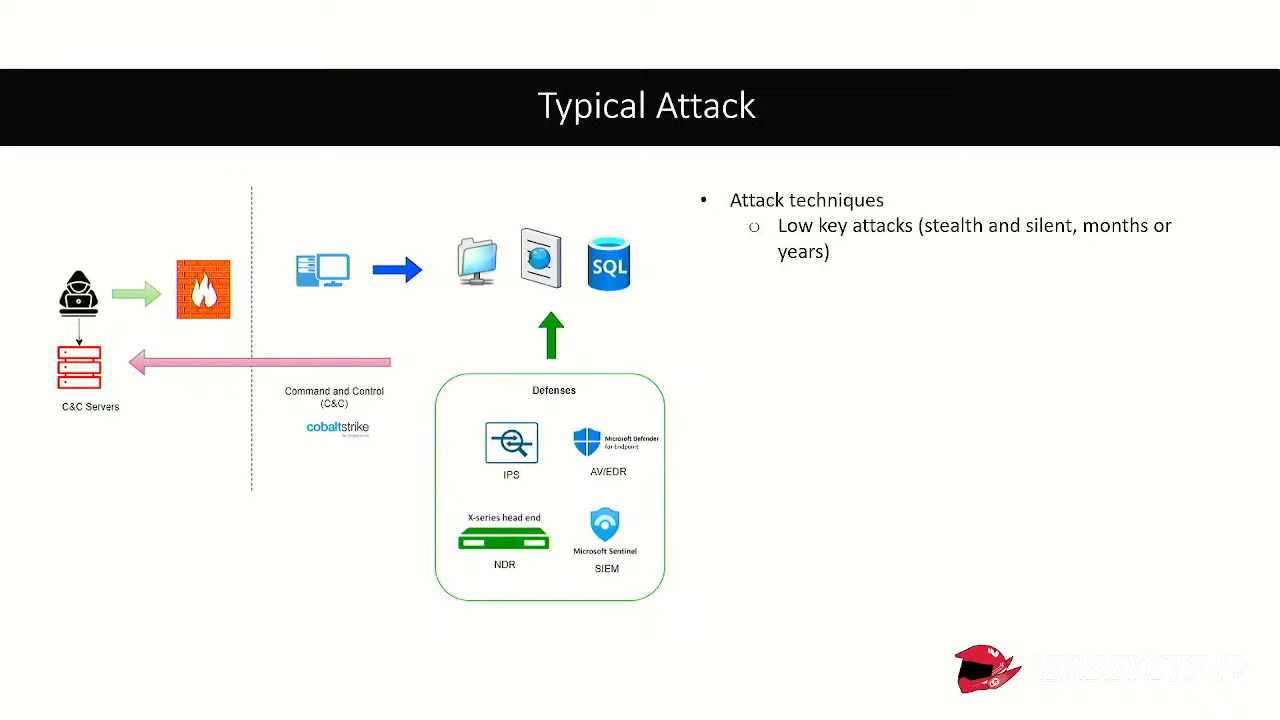 Typical Attack
• Attack techniques
○ Low key attacks (stealth and silent, months or
years)
SQL
C&C Servers
Command and Control
(C&C)
cobaltstrike
Defenses
IPS
Microsoft Defender
for Endpoint
AV/EDR
X-series head end
NDR
Microsoft Sentinel
SIEM